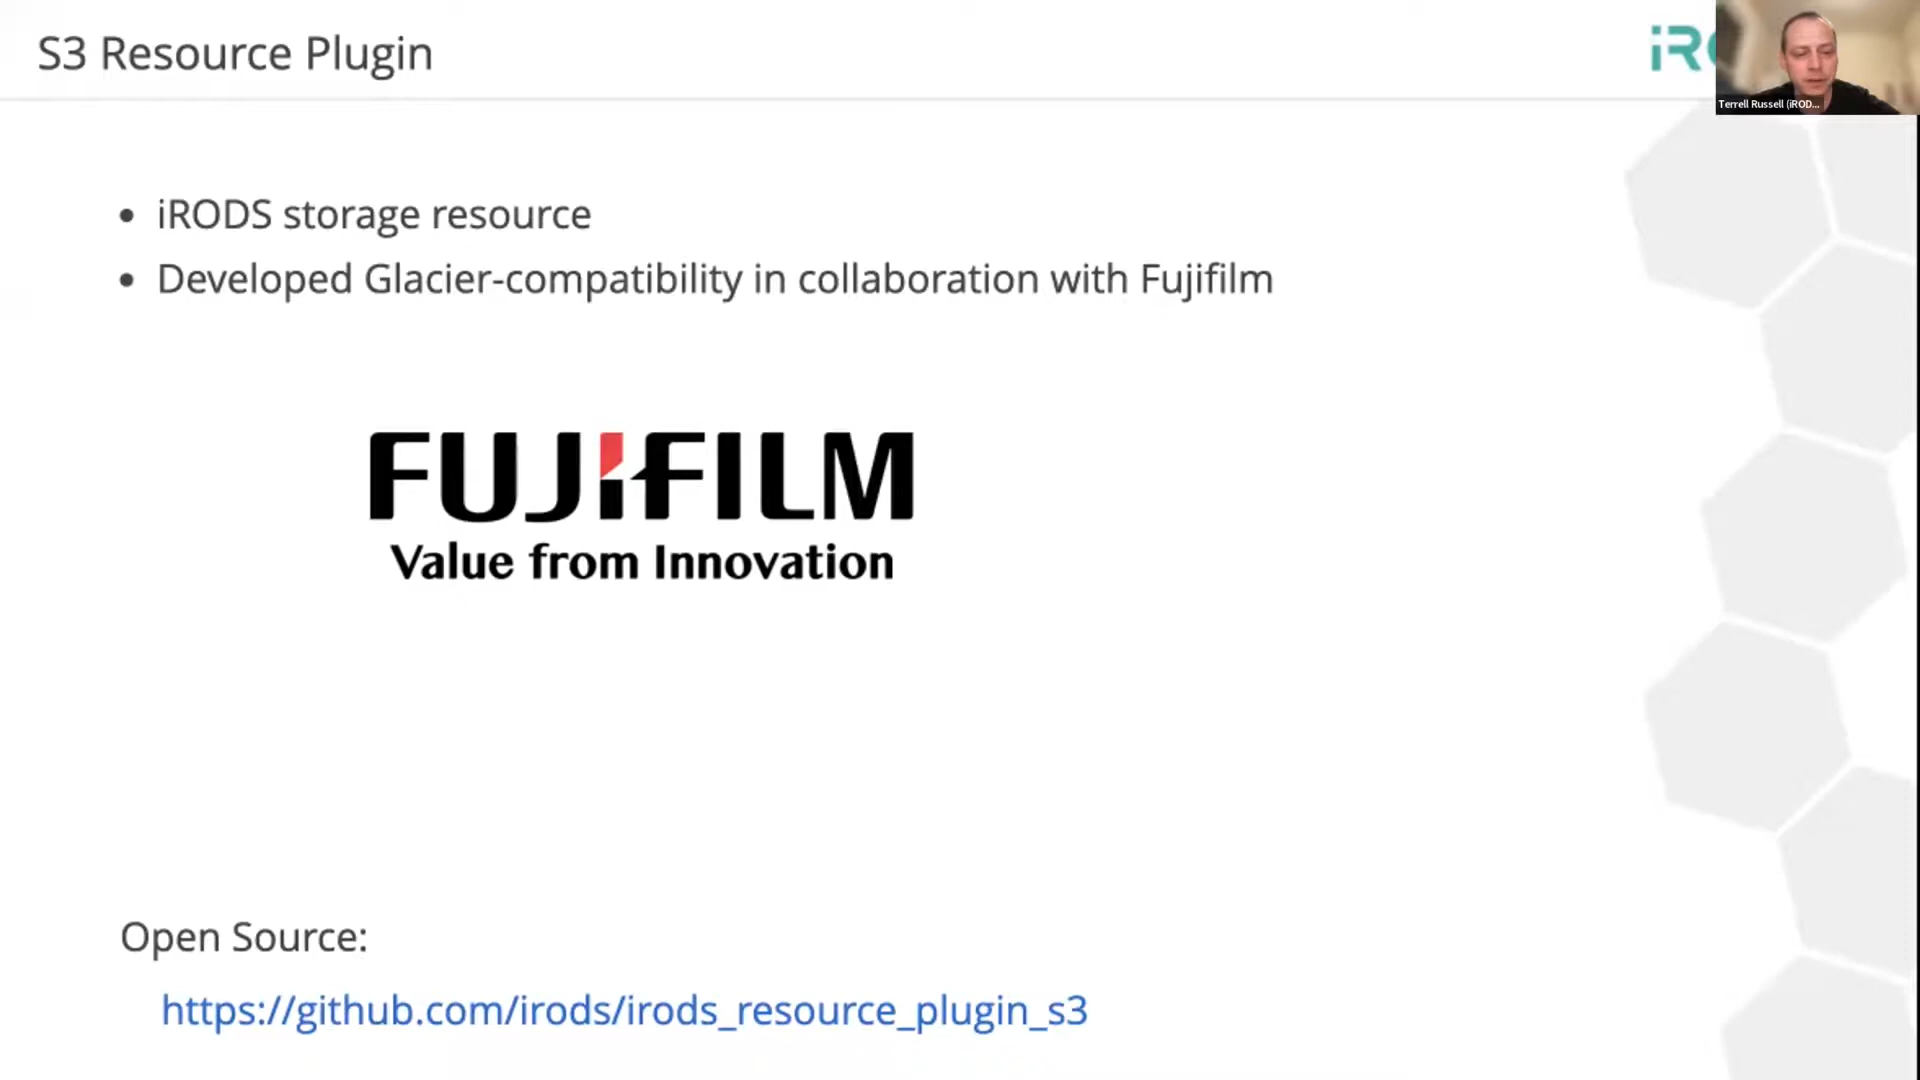 S3 Resource Plugin
iRO
Terrell Russell (iROD...
• iRODS storage resource
• Developed Glacier-compatibility in collaboration with Fujifilm
FUJIFILM
Value from Innovation
Open Source:
https://github.com/irods/irods_resource_plugin_s3